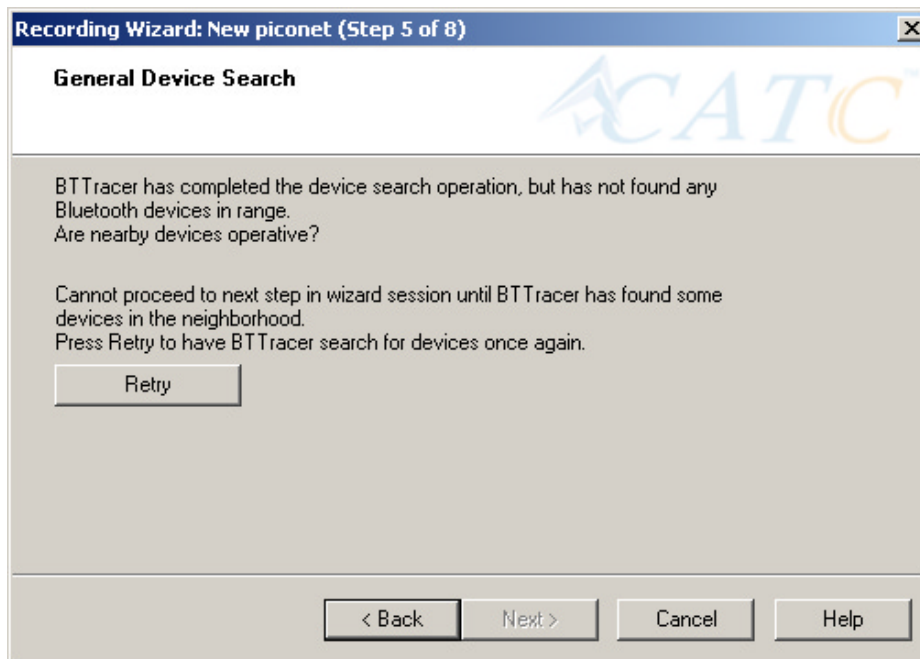 Recording Wizard: New piconet (Step 5 of 8)
General Device Search
CATC
BTTracer has completed the device search operation, but has not found any
Bluetooth devices in range.
Are nearby devices operative?
Cannot proceed to next step in wizard session until BTTracer has found some
devices in the neighborhood.
Press Retry to have BTTracer search for devices once again.
Retry
< Back Next > Cancel Help